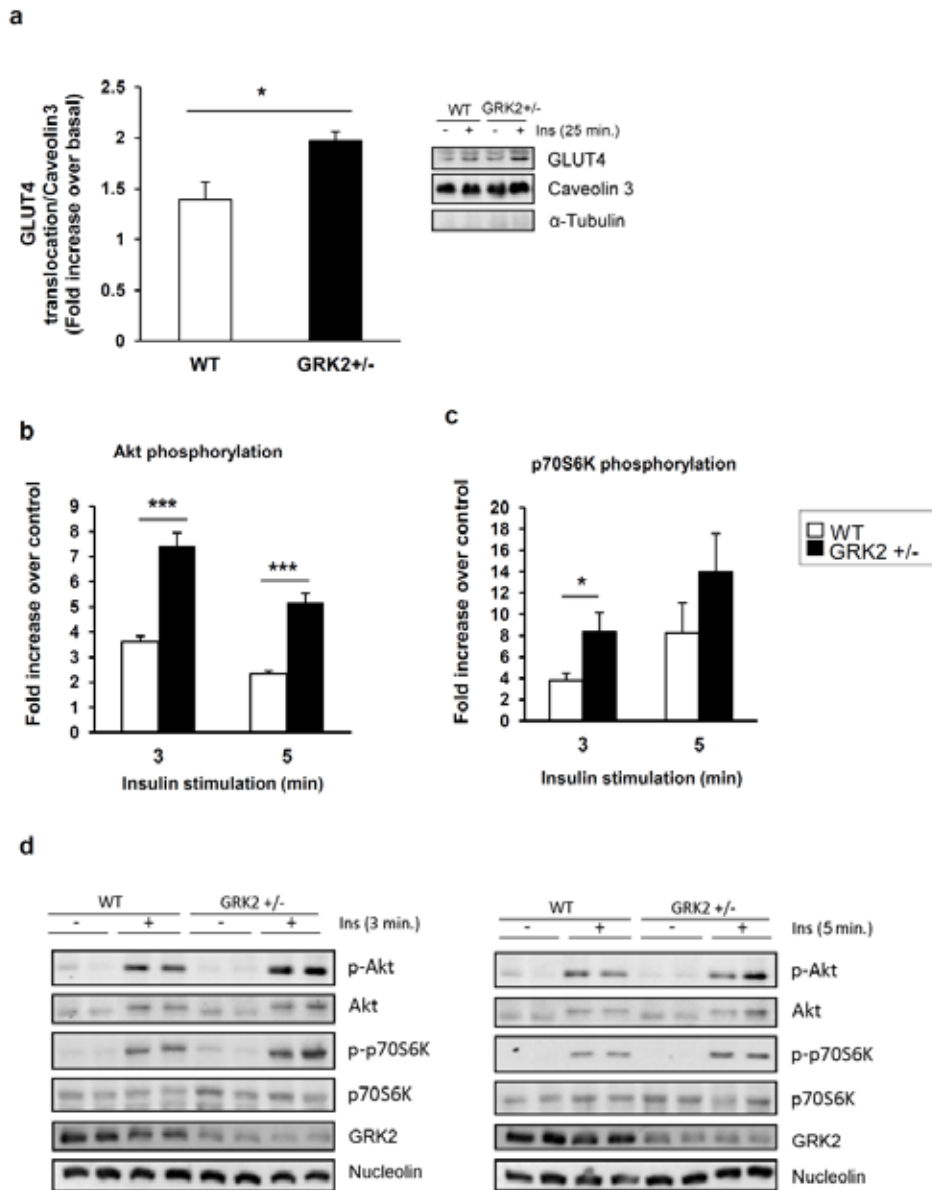 a
GLUT4
translocation/Caveolin3
(Fold increase over basal)
2.5
2
1.5
1
0.5
0
*
WT
GRK2+/-
WT GRK2+/-
- + - + Ins (25 min.)
GLUT4
Caveolin 3
α-Tubulin
b
Akt phosphorylation
Fold increase over control
9
8
7
6
5
4
3
2
1
0
***
***
3 5
Insulin stimulation (min)
c
p70S6K phosphorylation
Fold increase over control
20
18
16
14
12
10
8
6
4
2
0
*
3 5
Insulin stimulation (min)
WT
GRK2 +/-
d
WT GRK2 +/-
- + - + Ins (3 min.)
p-Akt
Akt
p-p70S6K
p70S6K
GRK2
Nucleolin
WT GRK2 +/-
- + - + Ins (5 min.)
p-Akt
Akt
p-p70S6K
p70S6K
GRK2
Nucleolin